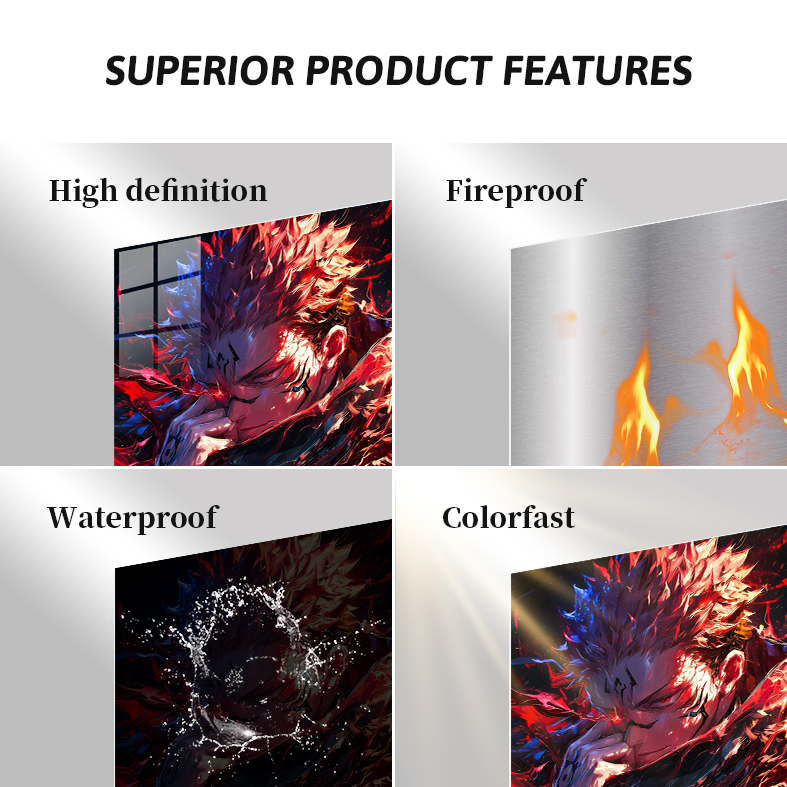 SUPERIOR PRODUCT FEATURES
High definition
Fireproof
Waterproof
Colorfast